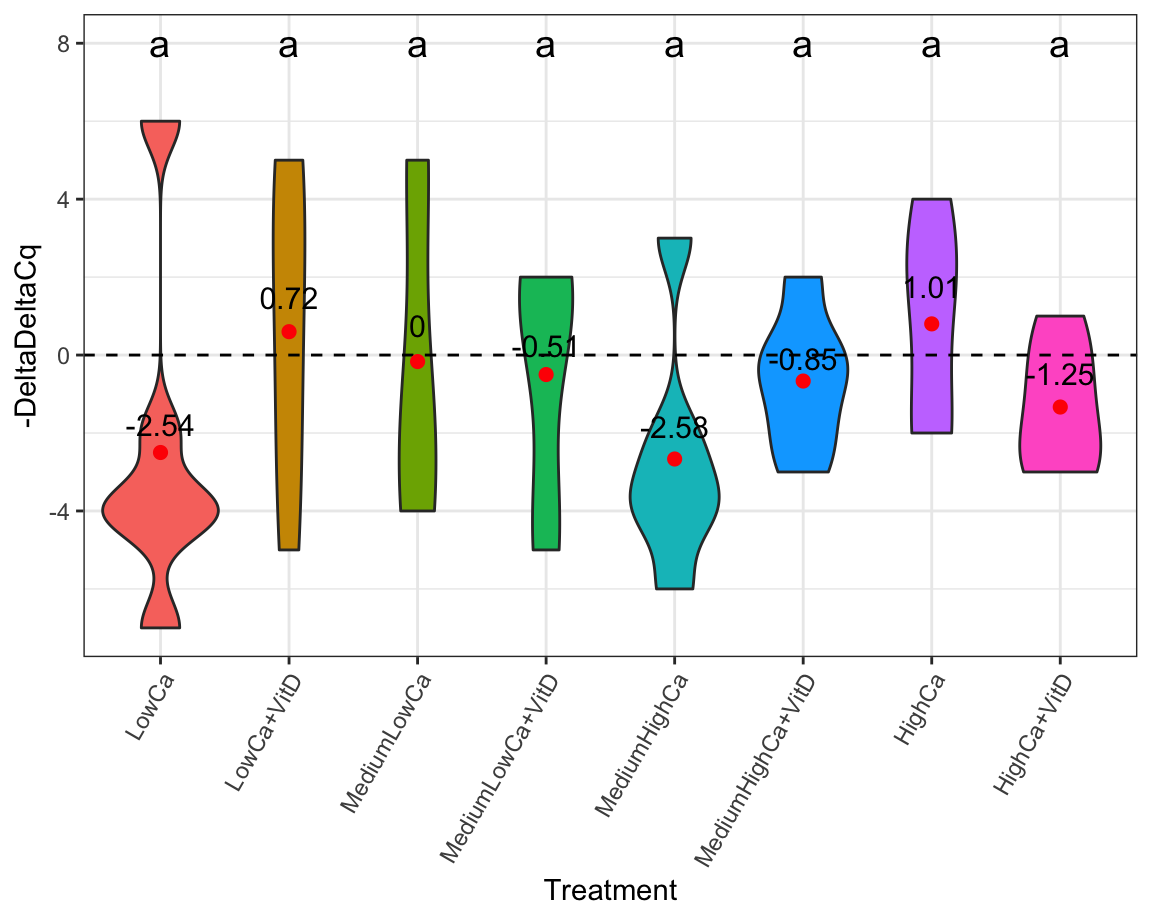 8
a a a a a a a a
4
1.01
0.72
0
-0.51
0
-0.85
-1.25
-2.54
-2.58
-4
-DeltaDeltaCq
LowCa
LowCa+VitD
MediumLowCa
MediumLowCa+VitD
MediumHighCa
MediumHighCa+VitD
HighCa
HighCa+VitD
Treatment